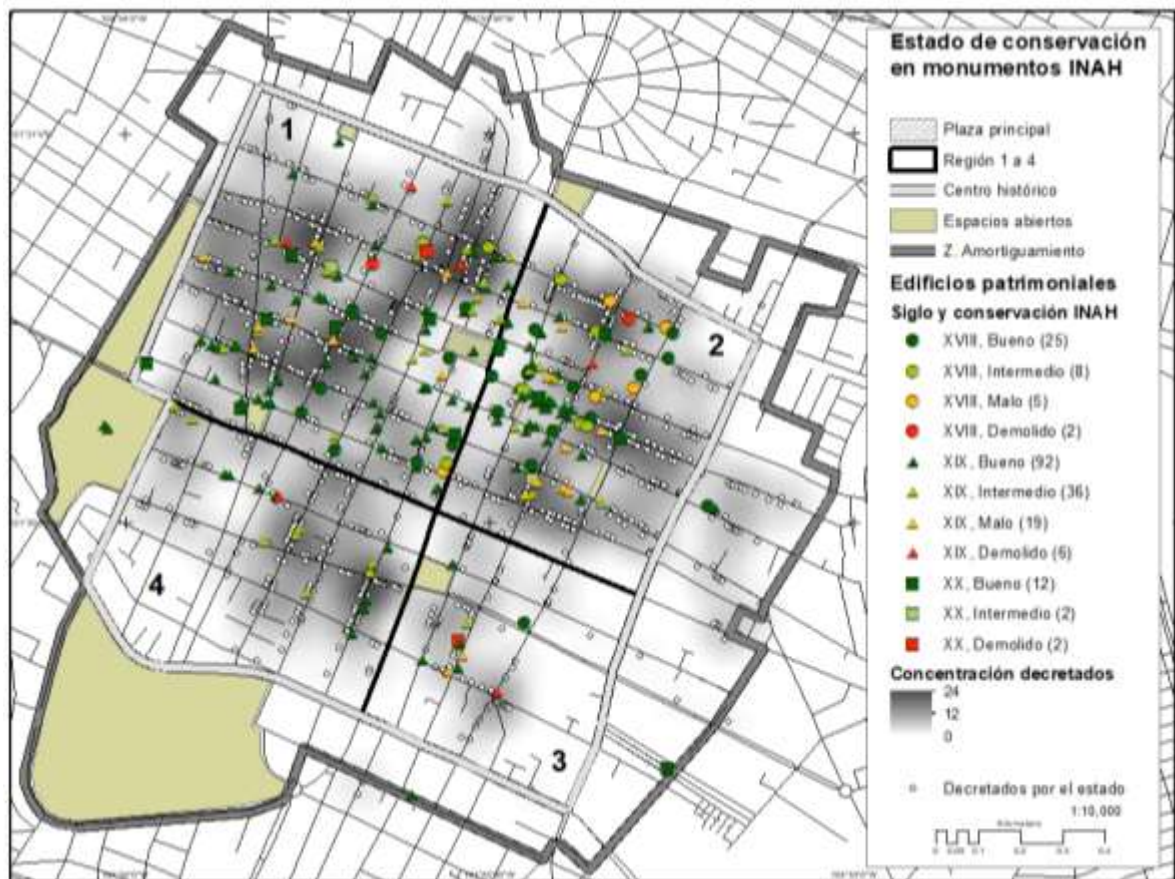 Estado de conservación
en monumentos INAH
Plaza principal
Región 1 a 4
Centro histórico
Espacios abiertos
Z. Amortiguamiento
Edificios patrimoniales
Siglo y conservación INAH
XVIII, Bueno (25)
XVIII, Intermedio (8)
XVIII, Malo (5)
XVIII, Demolido (2)
XIX, Bueno (92)
XIX, Intermedio (36)
XIX, Malo (19)
XIX, Demolido (6)
XX, Bueno (12)
XX, Intermedio (2)
XX, Demolido (2)
Concentración decretados
24
12
0
Decretados por el estado
1:10,000
1
2
3
4